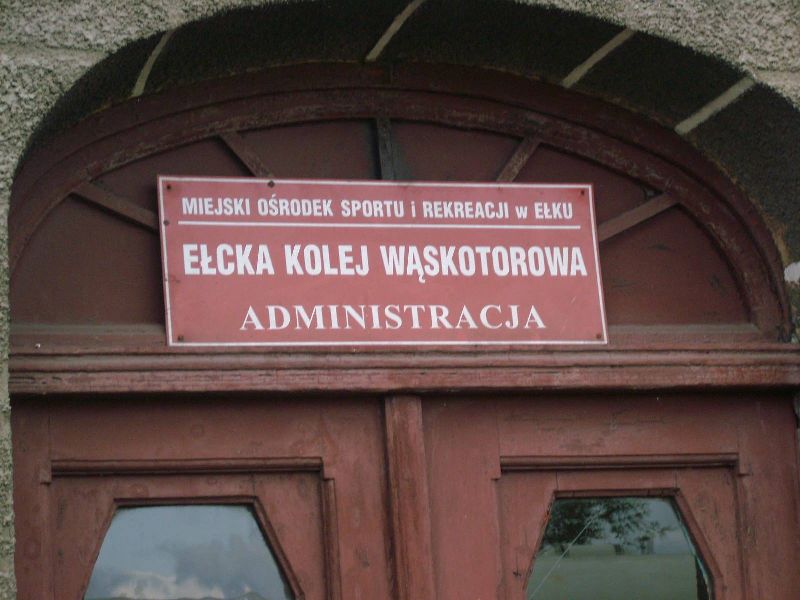 MIEJSKI OŚRODEK SPORTU i REKREACJI w EŁKU
EŁCKA KOLEJ WĄSKOTOROWA
ADMINISTRACJA